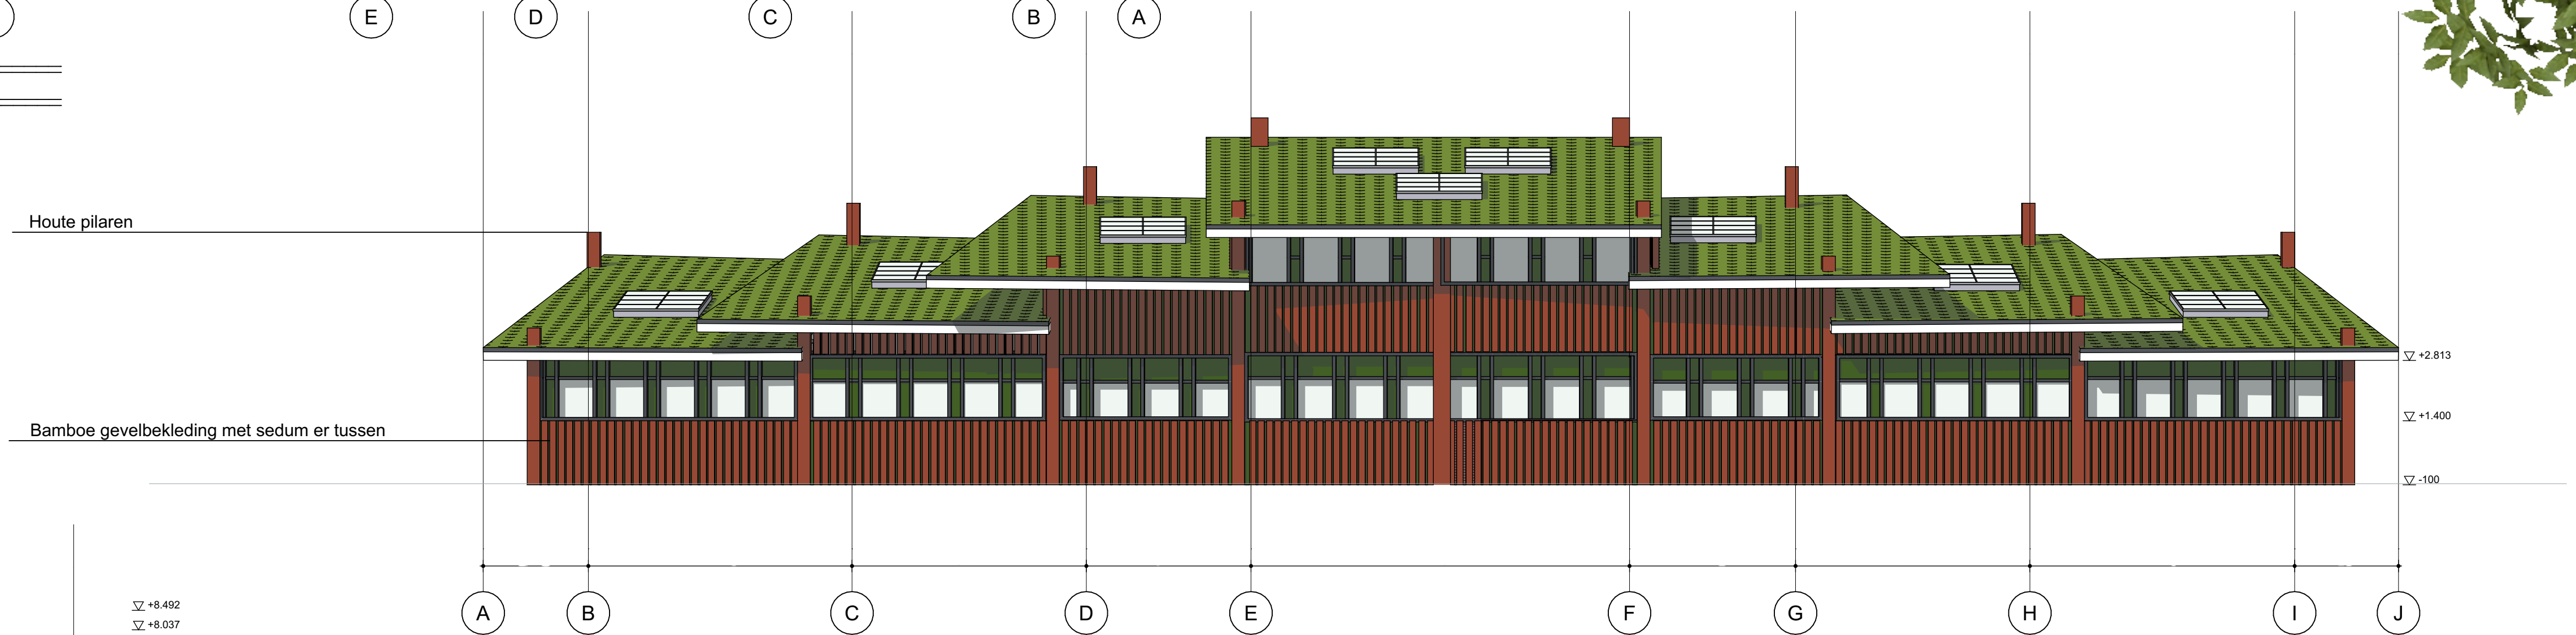 E D C B A
Houte pilaren
Bamboe gevelbekleding met sedum er tussen
+2.813
+1.400
-100
+8.492
+8.037
A B C D E F G H I J